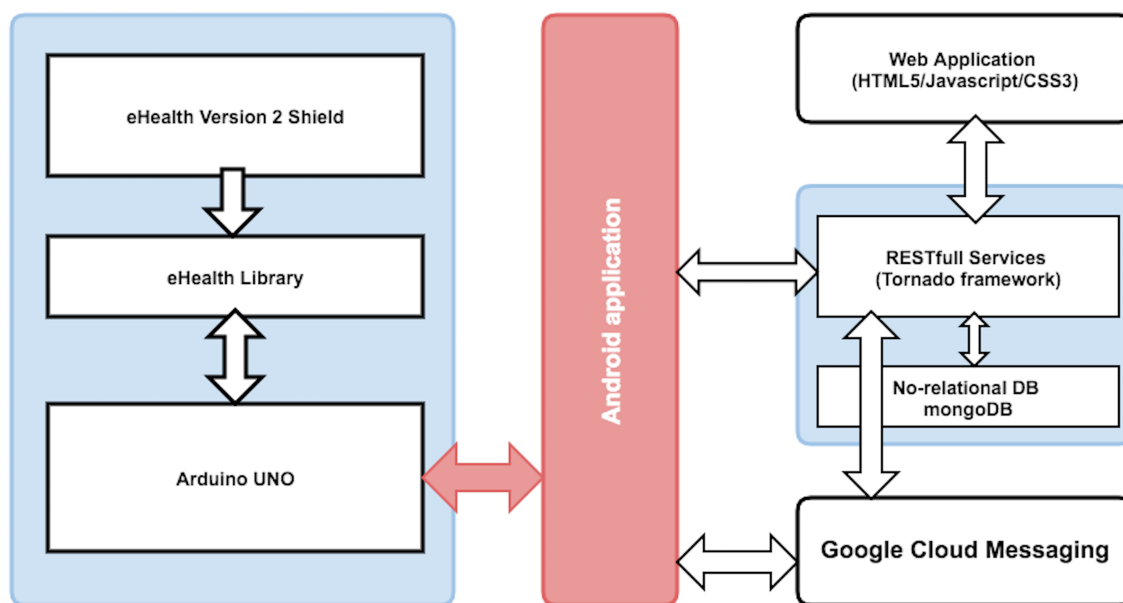 eHealth Version 2 Shield
eHealth Library
Arduino UNO
Android application
Web Application
(HTML5/Javascript/CSS3)
RESTfull Services
(Tornado framework)
No-relational DB
mongoDB
Google Cloud Messaging